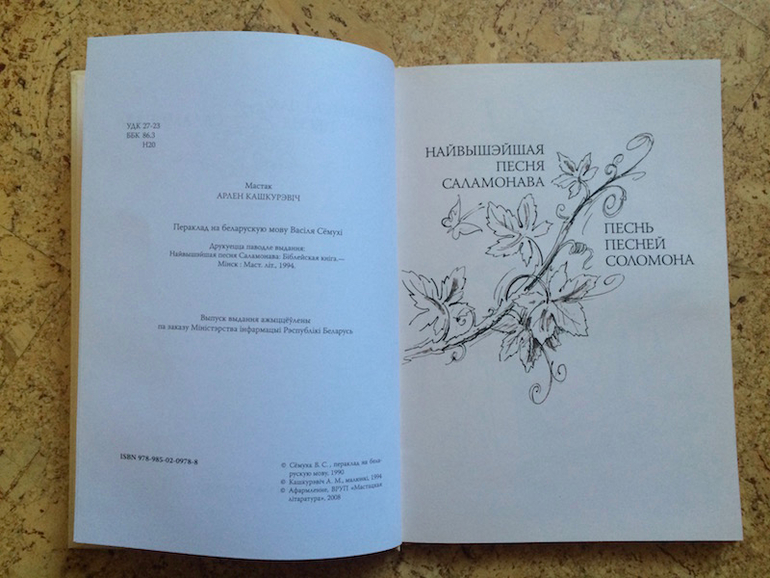 УДК 27-23
ББК 86.3
Н20
Мастак
АРЛЕН КАШКУРЭВІЧ
Пераклад на беларускую мову Васіля Сёмухі
Друкуецца паводле выдання:
Найвышэйшая песня Саламонава: Біблейская кніга.—
Мінск : Маст. літ., 1994.
Выпуск выдання ажыццёўлены
па заказу Міністэрства інфармацыі Рэспублікі Беларусь
ISBN 978-985-02-0978-8
© Сёмуха В. С., пераклад на бела-
рускую мову, 1990
© Кашкурэвіч А. М., малюнкі, 1994
© Афармленне. ВРУП «Мастацкая
літаратура», 2008
НАЙВЫШЭЙШАЯ
ПЕСНЯ
САЛАМОНАВА
ПЕСНЬ
ПЕСНЕЙ
СОЛОМОНА